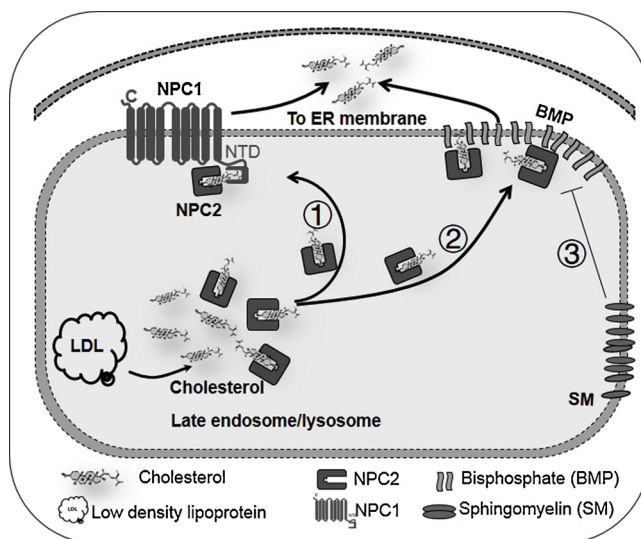 NPC1
C
To ER membrane
BMP
NTD
NPC2
①
②
③
LDL
Cholesterol
SM
Late endosome/lysosome
Cholesterol
NPC2
Bisphosphate (BMP)
LDL
Low density lipoprotein
C
NPC1
Sphingomyelin (SM)